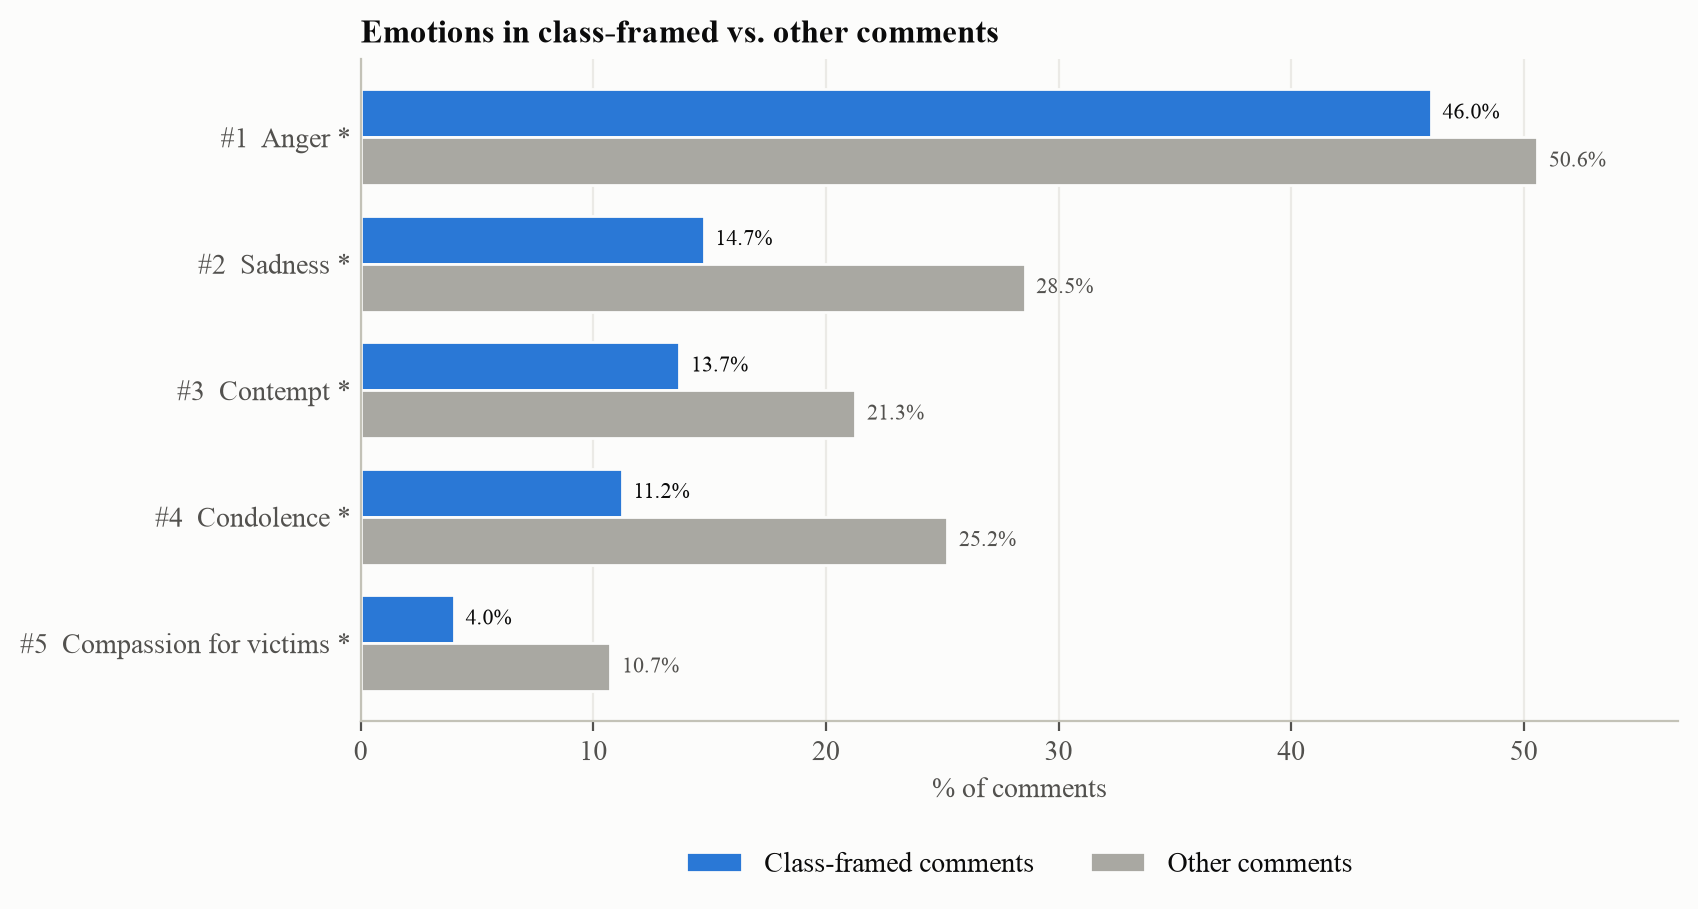 Emotions in class-framed vs. other comments
#1 Anger *
46.0%
50.6%
#2 Sadness *
14.7%
28.5%
#3 Contempt *
13.7%
21.3%
#4 Condolence *
11.2%
25.2%
#5 Compassion for victims *
4.0%
10.7%
0 10 20 30 40 50
% of comments
Class-framed comments Other comments